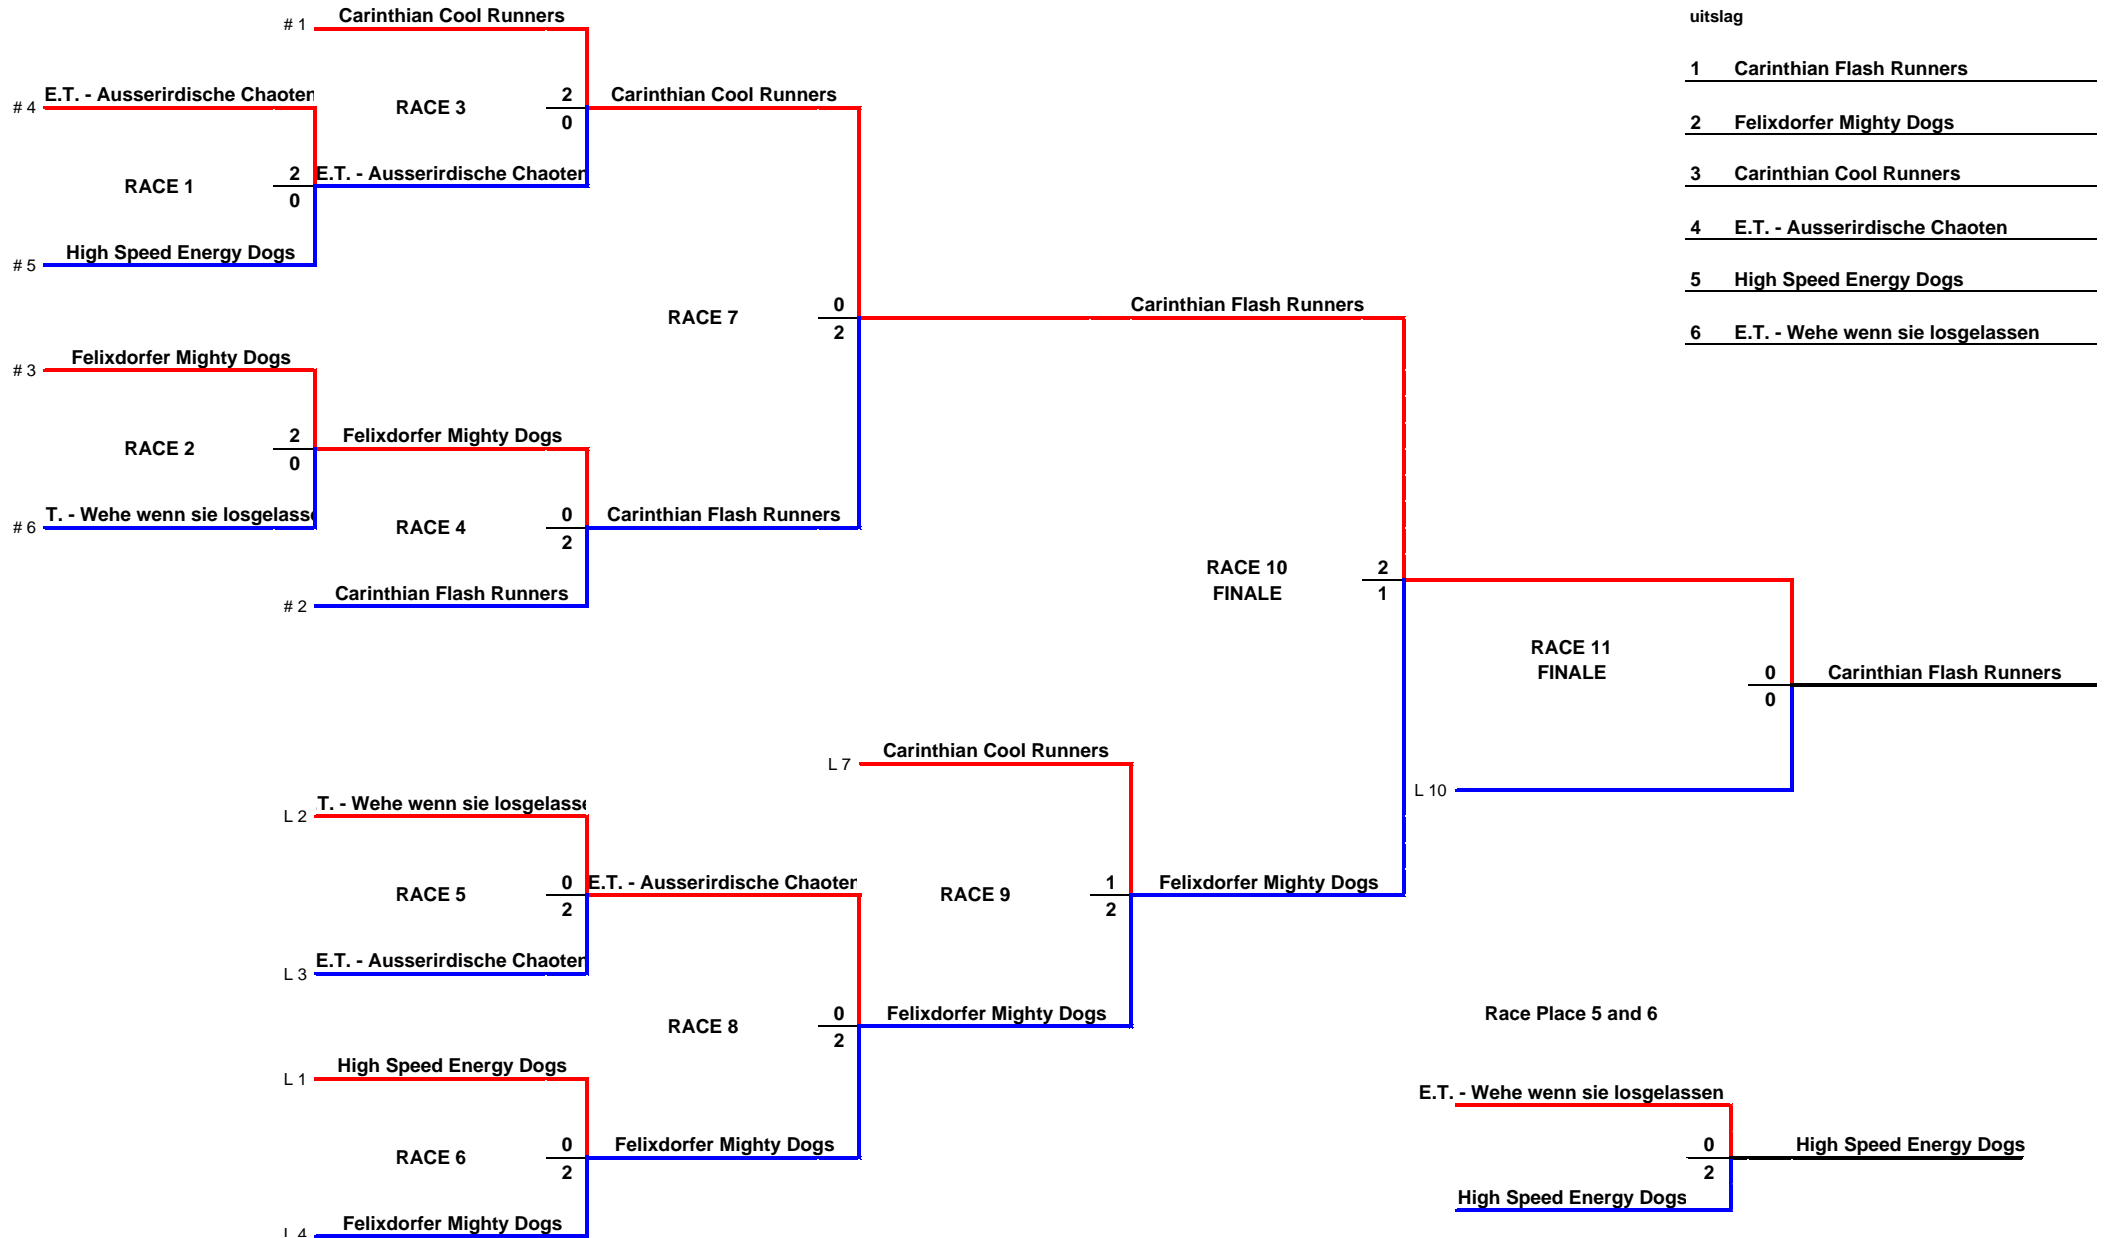 Carinthian Cool Runners
# 1
uitslag
1 Carinthian Flash Runners
E.T. - Ausserirdische Chaoten
# 4
RACE 3
2
0
Carinthian Cool Runners
2 Felixdorfer Mighty Dogs
RACE 1
2
0
E.T. - Ausserirdische Chaoten
3 Carinthian Cool Runners
4 E.T. - Ausserirdische Chaoten
High Speed Energy Dogs
# 5
5 High Speed Energy Dogs
RACE 7
0
2
Carinthian Flash Runners
6 E.T. - Wehe wenn sie losgelassen
Felixdorfer Mighty Dogs
# 3
RACE 2
2
0
Felixdorfer Mighty Dogs
T. - Wehe wenn sie losgelasse
# 6
RACE 4
0
2
Carinthian Flash Runners
Carinthian Flash Runners
# 2
RACE 10
FINALE
2
1
RACE 11
FINALE
0
0
Carinthian Flash Runners
Carinthian Cool Runners
L 7
L 10
T. - Wehe wenn sie losgelasse
L 2
RACE 5
0
2
E.T. - Ausserirdische Chaoten
RACE 9
1
2
Felixdorfer Mighty Dogs
E.T. - Ausserirdische Chaoten
L 3
RACE 8
0
2
Felixdorfer Mighty Dogs
Race Place 5 and 6
High Speed Energy Dogs
L 1
E.T. - Wehe wenn sie losgelassen
RACE 6
0
2
Felixdorfer Mighty Dogs
0
2
High Speed Energy Dogs
High Speed Energy Dogs
Felixdorfer Mighty Dogs
L 4